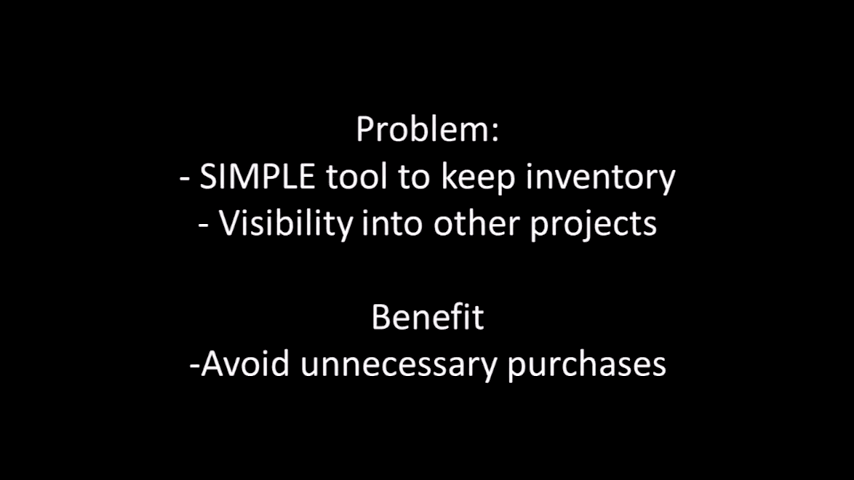 Problem:
- SIMPLE tool to keep inventory
- Visibility into other projects
Benefit
-Avoid unnecessary purchases